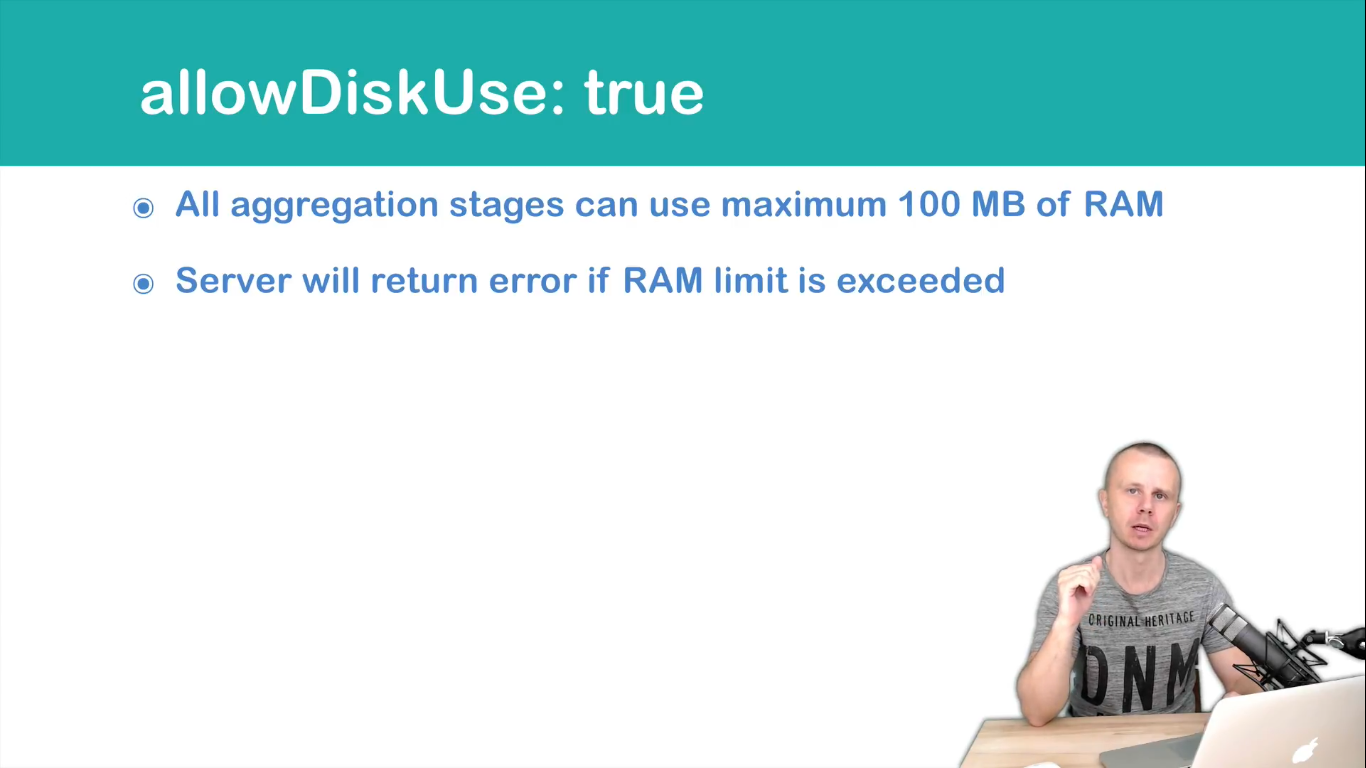 allowDiskUse: true
All aggregation stages can use maximum 100 MB of RAM
Server will return error if RAM limit is exceeded
ORIGINAL HERITAGE
DNM